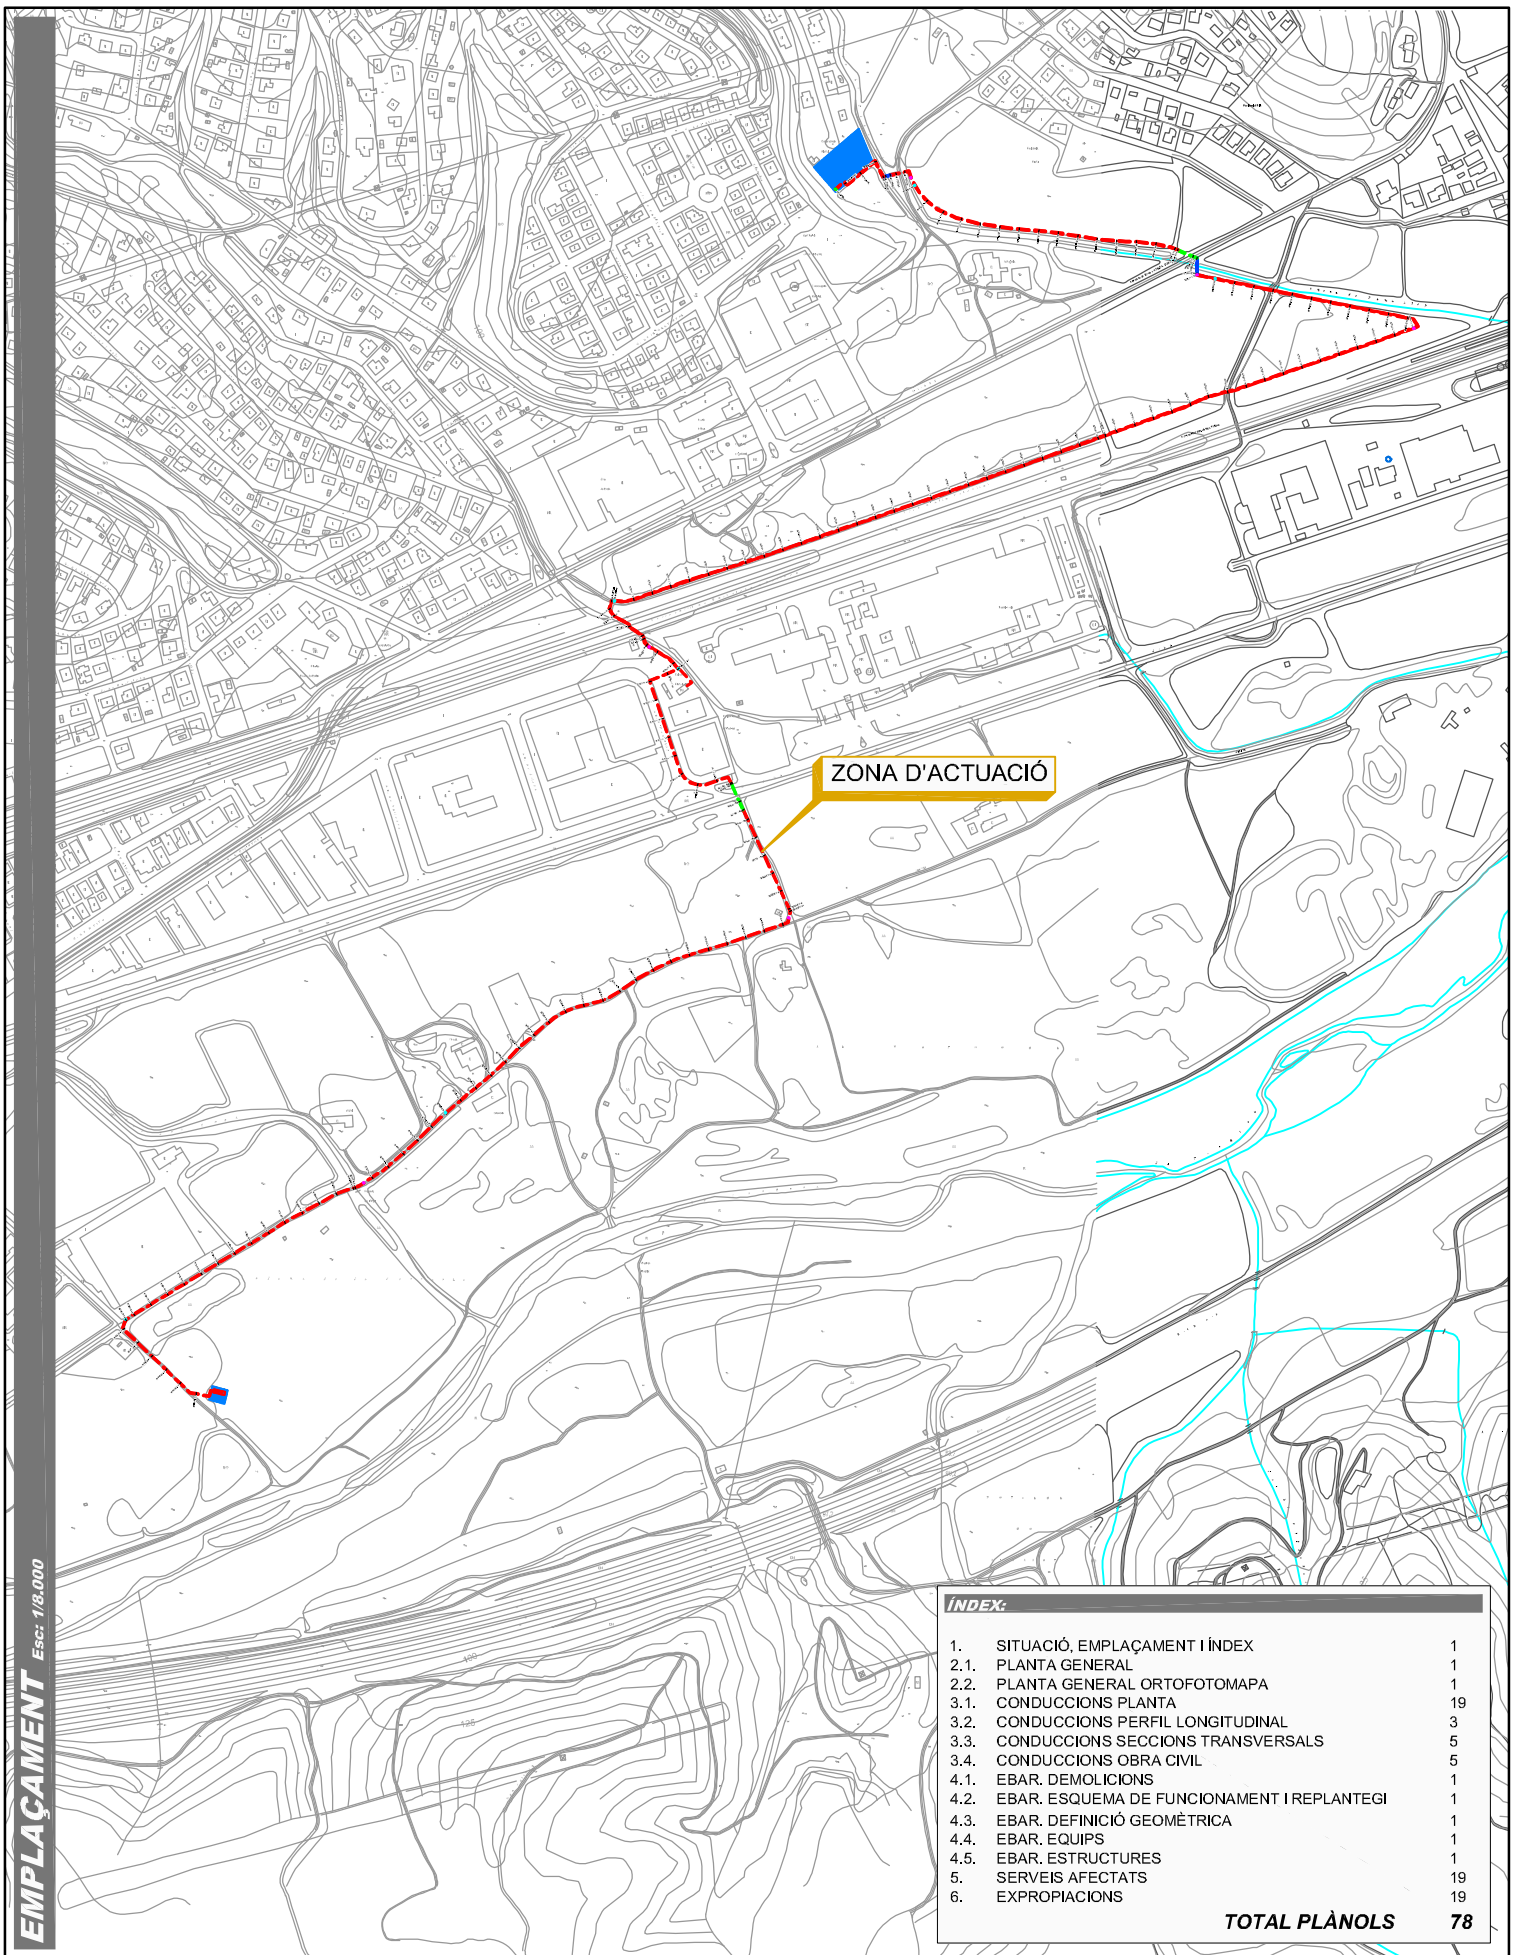 EMPLAÇAMENT Esc: 1/8.000
ZONA D'ACTUACIÓ
100
125
ÍNDEX:
1. SITUACIÓ, EMPLAÇAMENT I ÍNDEX 1
2.1. PLANTA GENERAL 1
2.2. PLANTA GENERAL ORTOFOTOMAPA 1
3.1. CONDUCCIONS PLANTA 19
3.2. CONDUCCIONS PERFIL LONGITUDINAL 3
3.3. CONDUCCIONS SECCIONS TRANSVERSALS 5
3.4. CONDUCCIONS OBRA CIVIL 5
4.1. EBAR. DEMOLICIONS 1
4.2. EBAR. ESQUEMA DE FUNCIONAMENT I REPLANTEGI 1
4.3. EBAR. DEFINICIÓ GEOMÈTRICA 1
4.4. EBAR. EQUIPS 1
4.5. EBAR. ESTRUCTURES 1
5. SERVEIS AFECTATS 19
6. EXPROPIACIONS 19
TOTAL PLÀNOLS 78